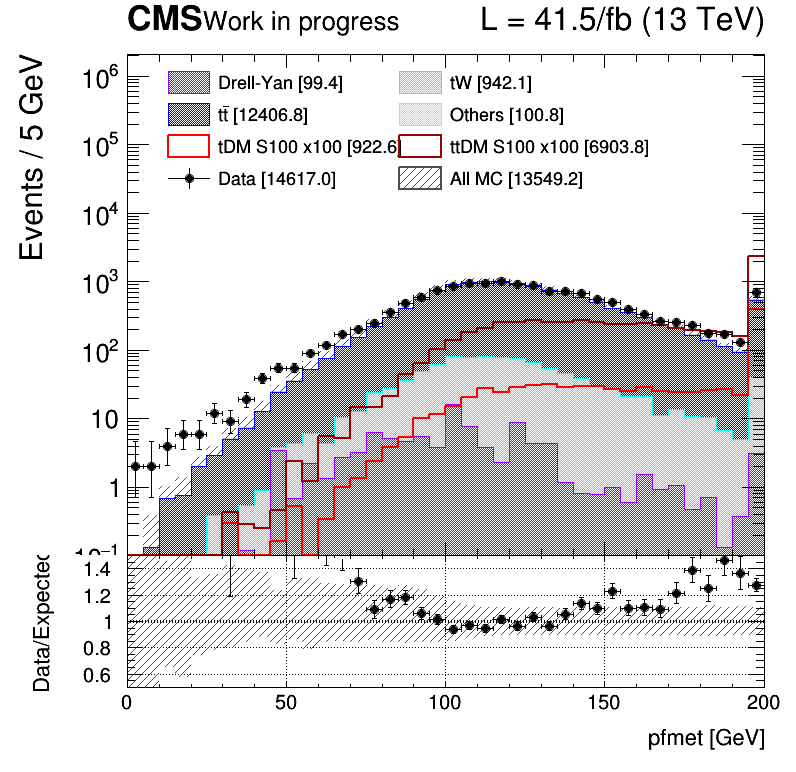 CMS Work in progress L = 41.5/fb (13 TeV)
Events / 5 GeV
Drell-Yan [99.4] tW [942.1]
tt̄ [12406.8] Others [100.8]
tDM S100 x100 [922.6] ttDM S100 x100 [6903.8]
Data [14617.0] All MC [13549.2]
10⁶
10⁵
10⁴
10³
10²
10
1
10⁻¹
Data/Expected
1.4
1.2
1
0.8
0.6
0 50 100 150 200
pfmet [GeV]